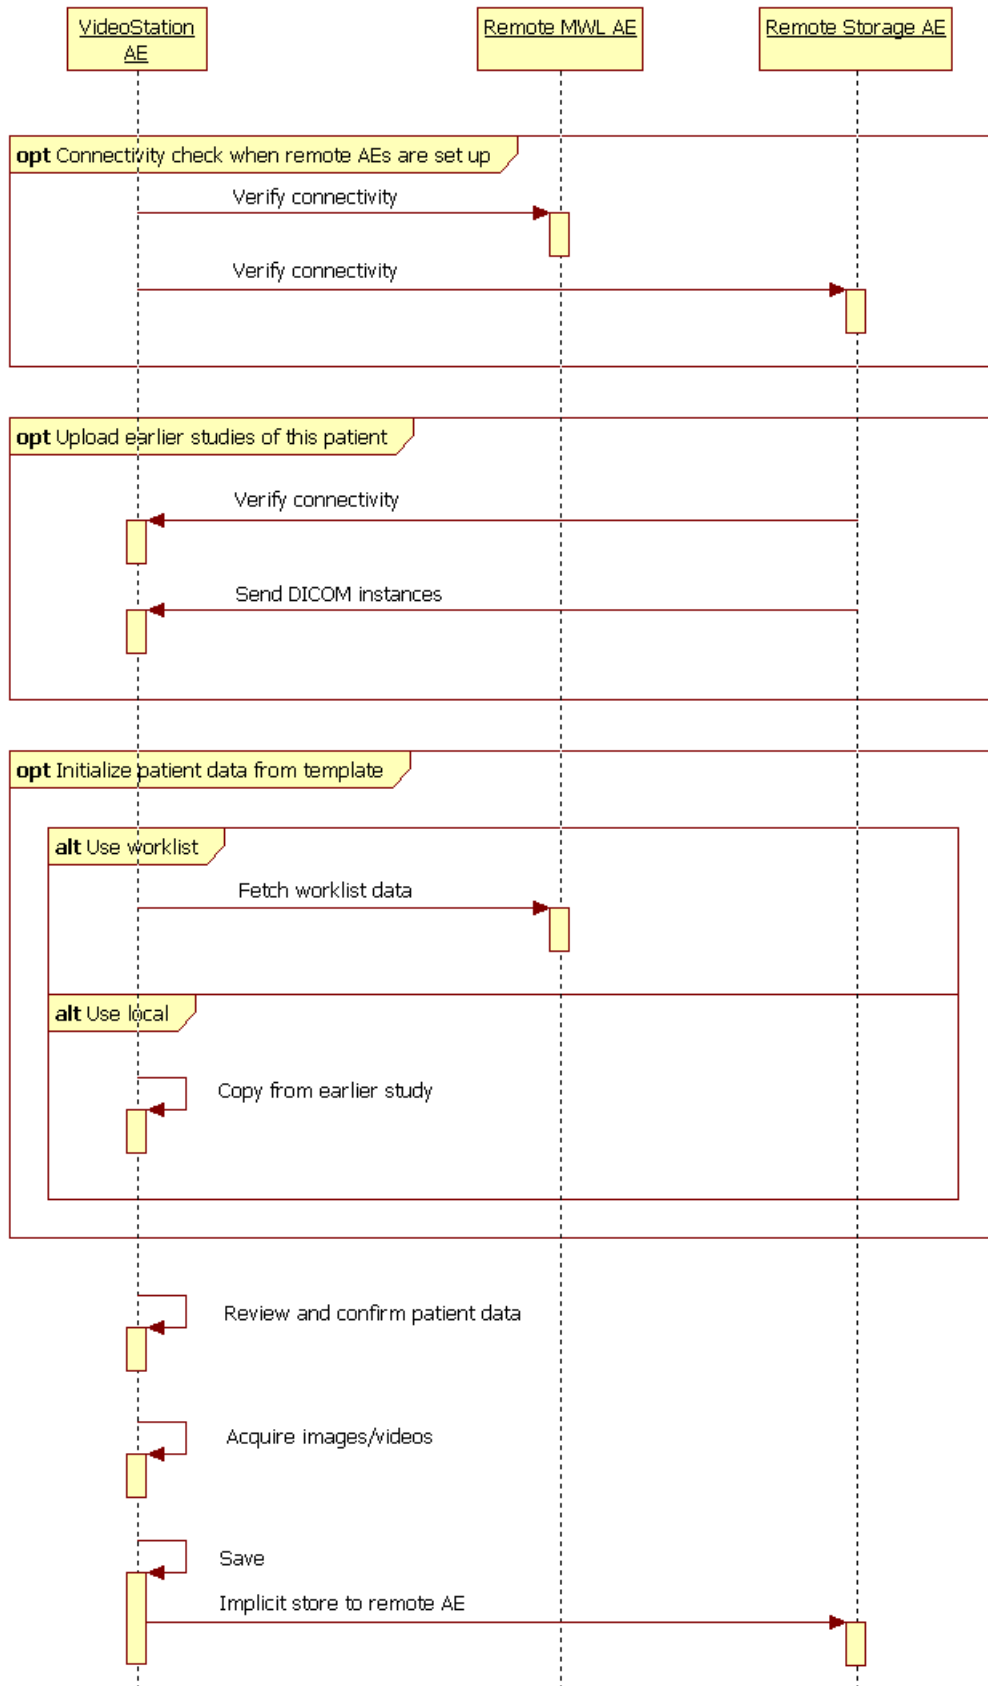 VideoStation
AE
Remote MWL AE
Remote Storage AE
opt Connectivity check when remote AEs are set up
Verify connectivity
Verify connectivity
opt Upload earlier studies of this patient
Verify connectivity
Send DICOM instances
opt Initialize patient data from template
alt Use worklist
Fetch worklist data
alt Use local
Copy from earlier study
Review and confirm patient data
Acquire images/videos
Save
Implicit store to remote AE